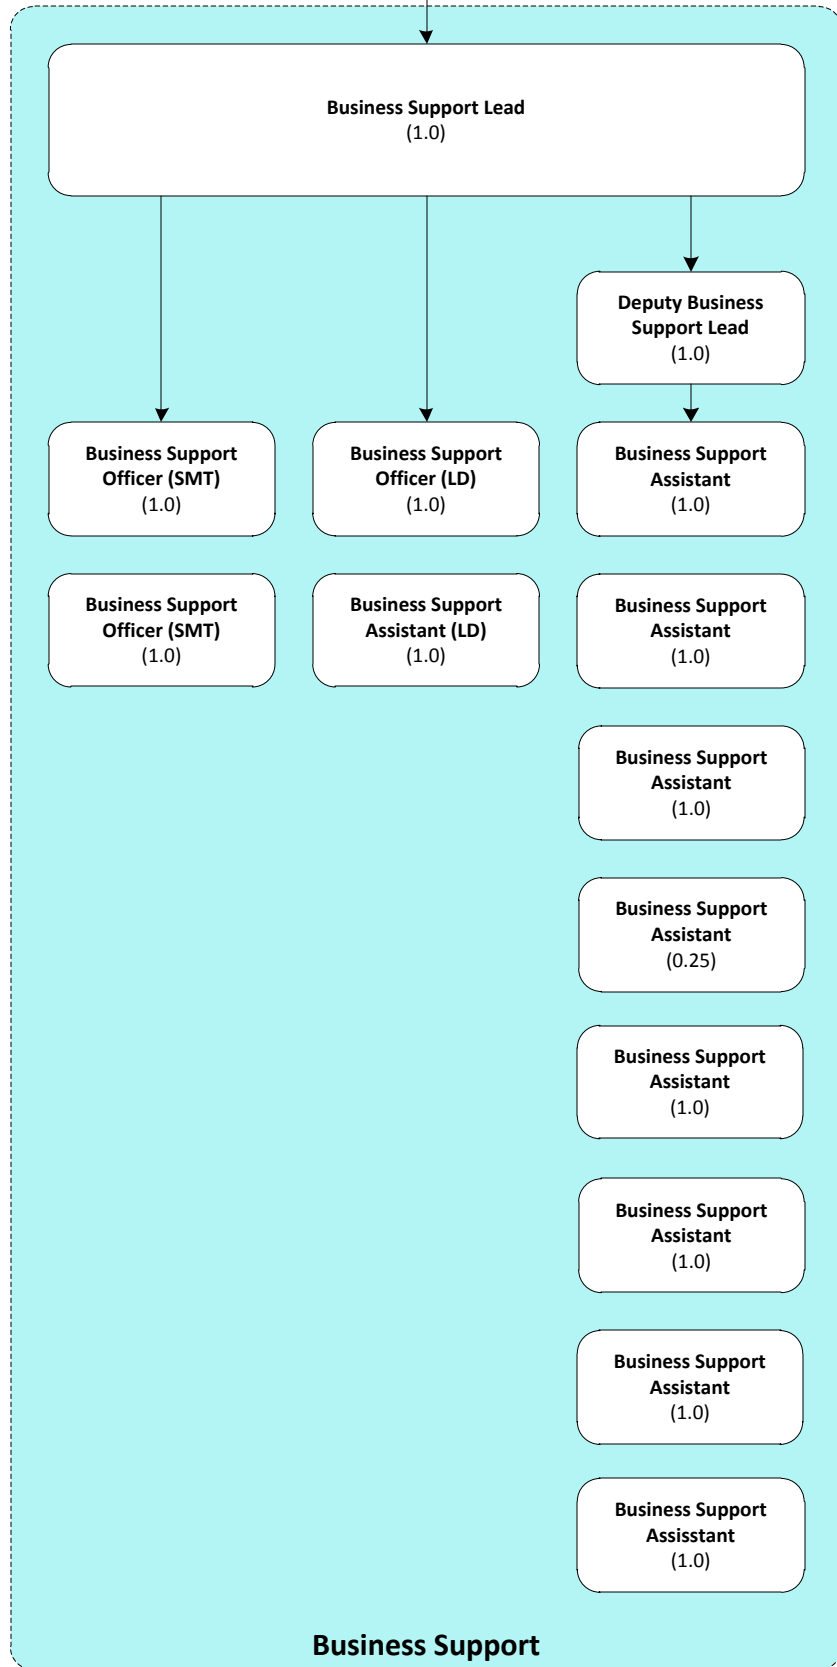 Business Support Lead
(1.0)
Deputy Business
Support Lead
(1.0)
Business Support
Officer (SMT)
(1.0)
Business Support
Officer (LD)
(1.0)
Business Support
Assistant
(1.0)
Business Support
Officer (SMT)
(1.0)
Business Support
Assistant (LD)
(1.0)
Business Support
Assistant
(1.0)
Business Support
Assistant
(1.0)
Business Support
Assistant
(0.25)
Business Support
Assistant
(1.0)
Business Support
Assistant
(1.0)
Business Support
Assistant
(1.0)
Business Support
Assisstant
(1.0)
Business Support